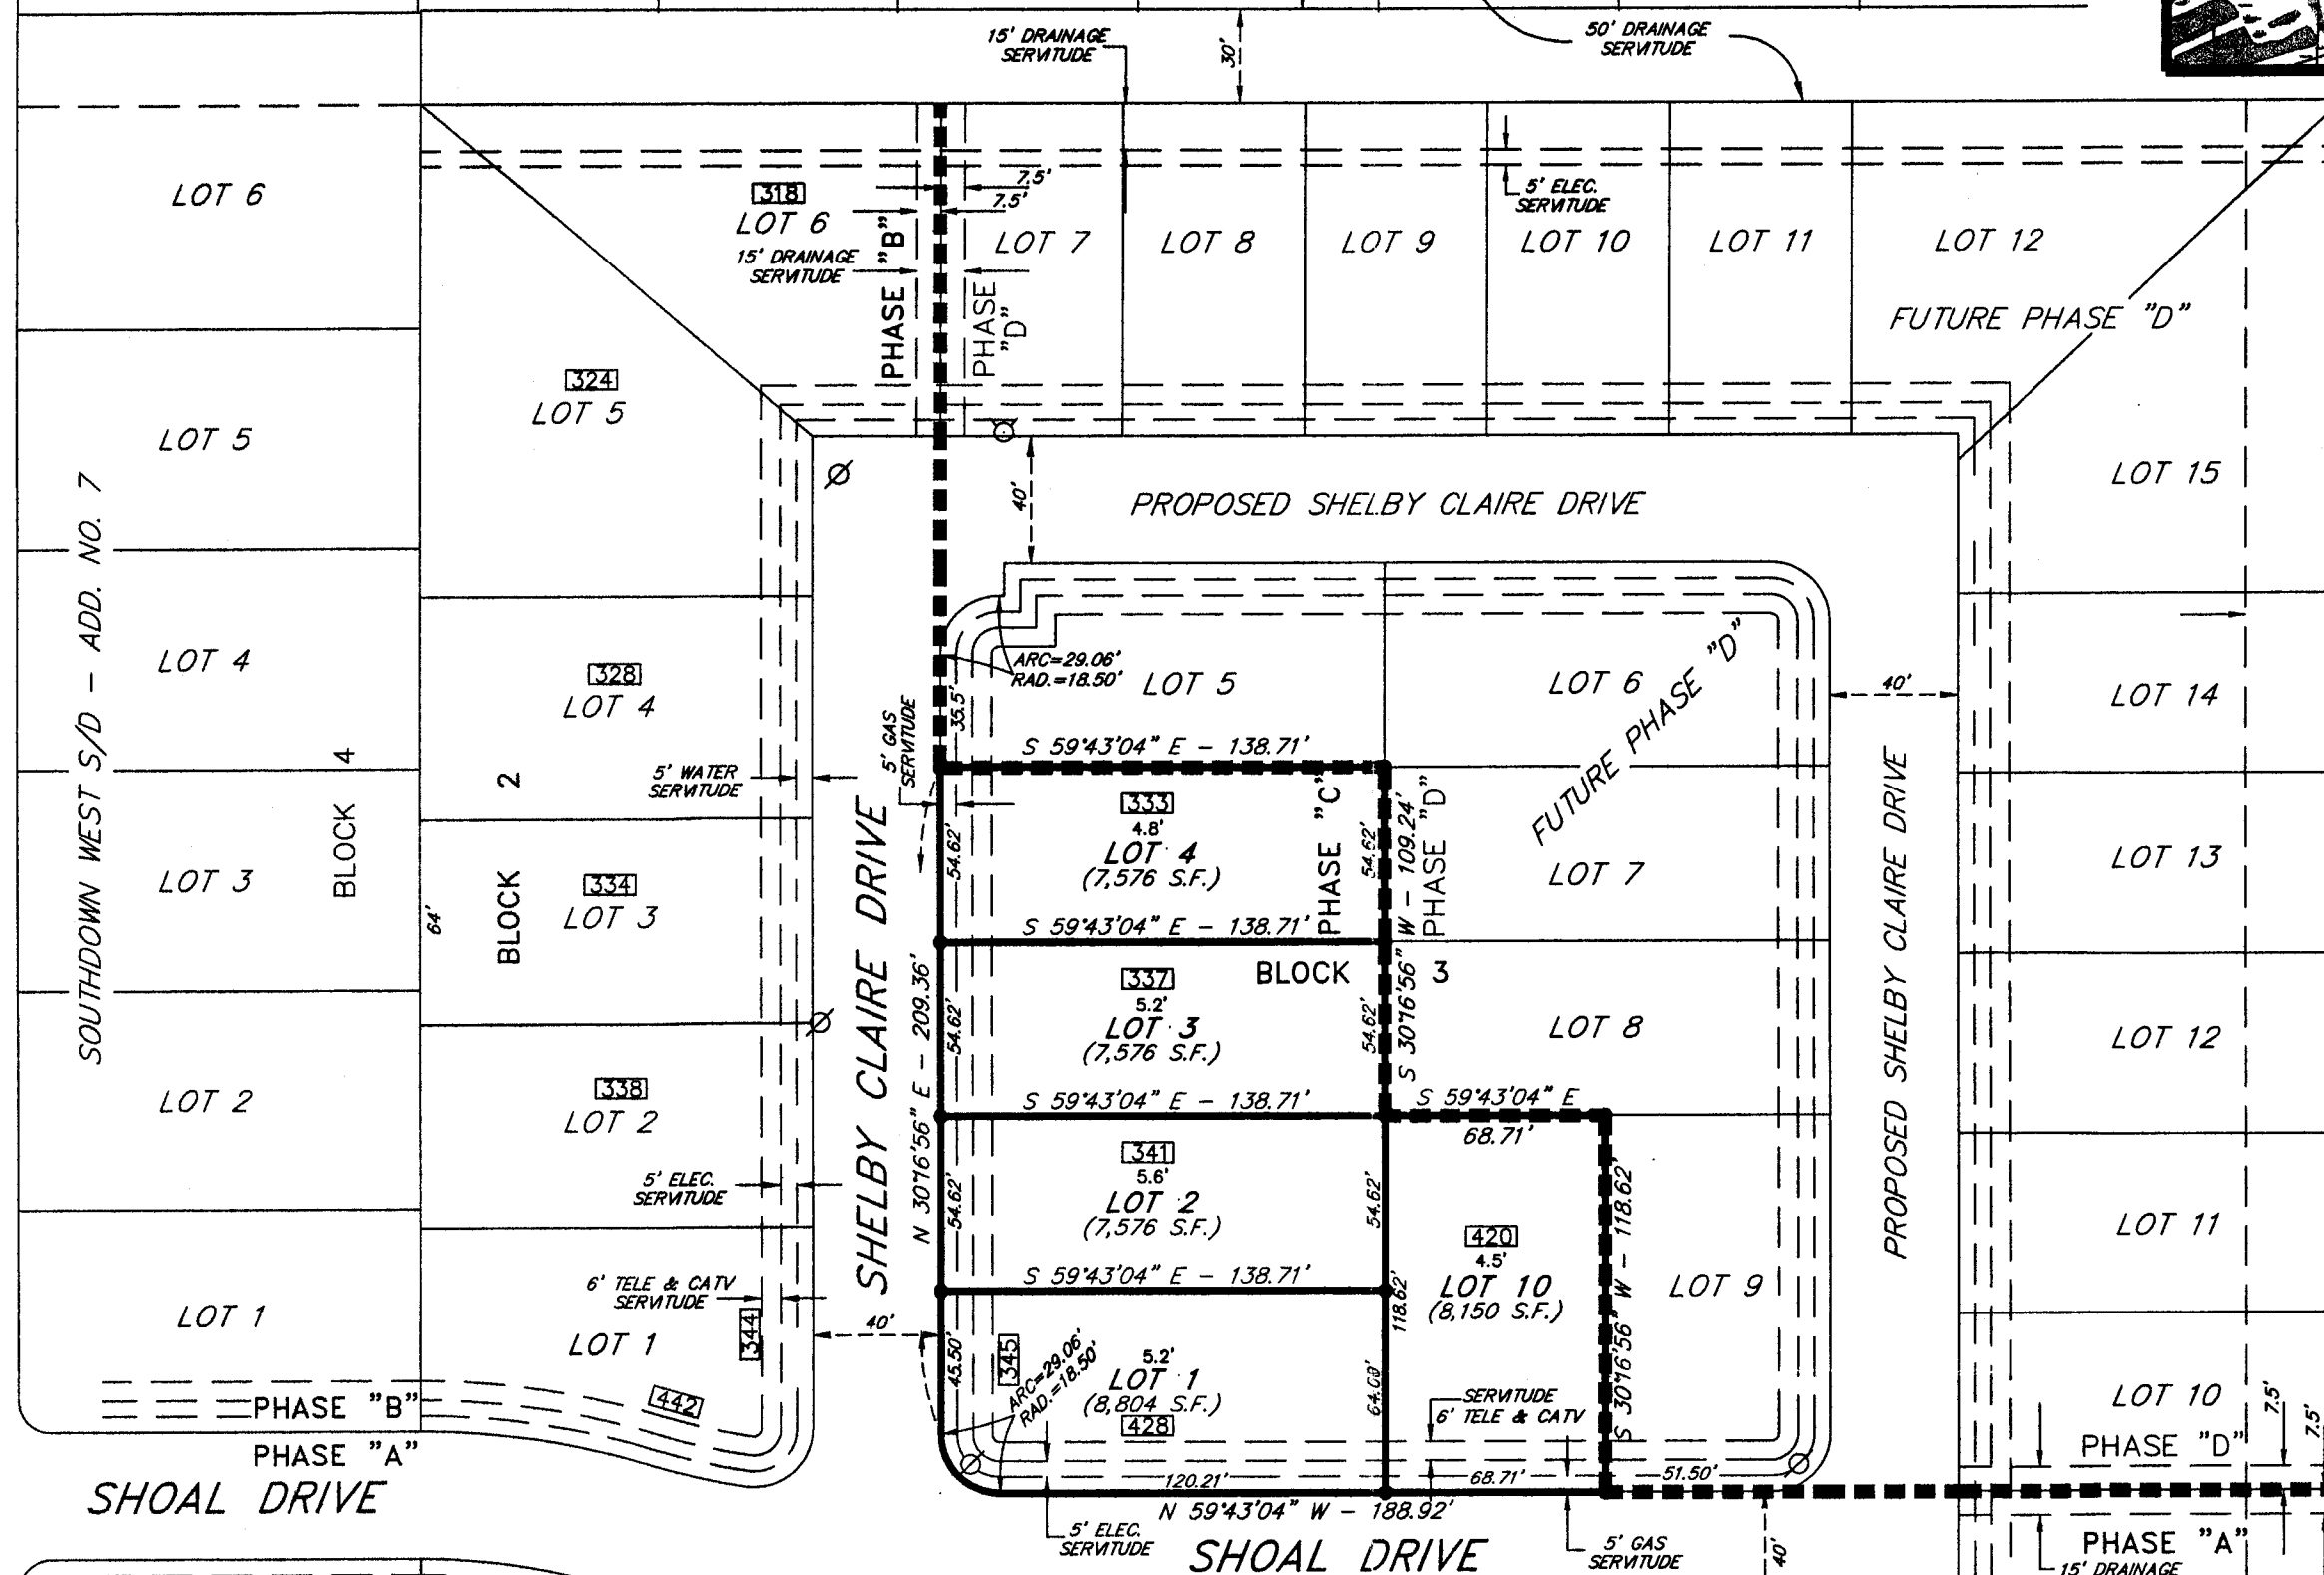 15' DRAINAGE
SERVITUDE
30'
50' DRAINAGE
SERVITUDE
LOT 6
318
LOT 6
7.5'
7.5'
15' DRAINAGE
SERVITUDE
PHASE "B"
PHASE
"D"
LOT 7
LOT 8
LOT 9
5' ELEC.
SERVITUDE
LOT 10
LOT 11
LOT 12
FUTURE PHASE "D"
324
LOT 5
LOT 5
40'
PROPOSED SHELBY CLAIRE DRIVE
LOT 15
SOUTHDOWN WEST S/D - ADD. NO. 7
LOT 4
328
LOT 4
ARC=29.06'
RAD.=18.50'
LOT 5
LOT 6
FUTURE PHASE "D"
40'
LOT 14
35.5'
5' GAS
SERVITUDE
S 59°43'04" E - 138.71'
5' WATER
SERVITUDE
BLOCK 4
BLOCK 2
64'
LOT 3
334
LOT 3
SHELBY CLAIRE DRIVE
N 30°16'56" E - 209.36'
333
4.8'
LOT 4
(7,576 S.F.)
54.62'
54.62'
PHASE "C"
S 30°16'56" W - 109.24'
PHASE "D"
LOT 7
PROPOSED SHELBY CLAIRE DRIVE
LOT 13
S 59°43'04" E - 138.71'
BLOCK 3
337
5.2'
LOT 3
(7,576 S.F.)
54.62'
54.62'
LOT 8
LOT 12
LOT 2
338
LOT 2
S 59°43'04" E - 138.71'
S 59°43'04" E
68.71'
5' ELEC.
SERVITUDE
341
5.6'
LOT 2
(7,576 S.F.)
54.62'
54.62'
LOT 11
420
4.5'
LOT 10
(8,150 S.F.)
118.62'
S 30°16'56" W - 118.62'
LOT 9
S 59°43'04" E - 138.71'
6' TELE & CATV
SERVITUDE
LOT 1
344
LOT 1
40'
45.50'
345
ARC=29.06'
RAD.=18.50'
5.2'
LOT 1
(8,804 S.F.)
428
64.00'
SERVITUDE
6' TELE & CATV
LOT 10
7.5'
7.5'
442
PHASE "B"
PHASE "A"
PHASE "D"
SHOAL DRIVE
120.21'
68.71'
51.50'
N 59°43'04" W - 188.92'
5' ELEC.
SERVITUDE
SHOAL DRIVE
5' GAS
SERVITUDE
40'
PHASE "A"
15' DRAINAGE